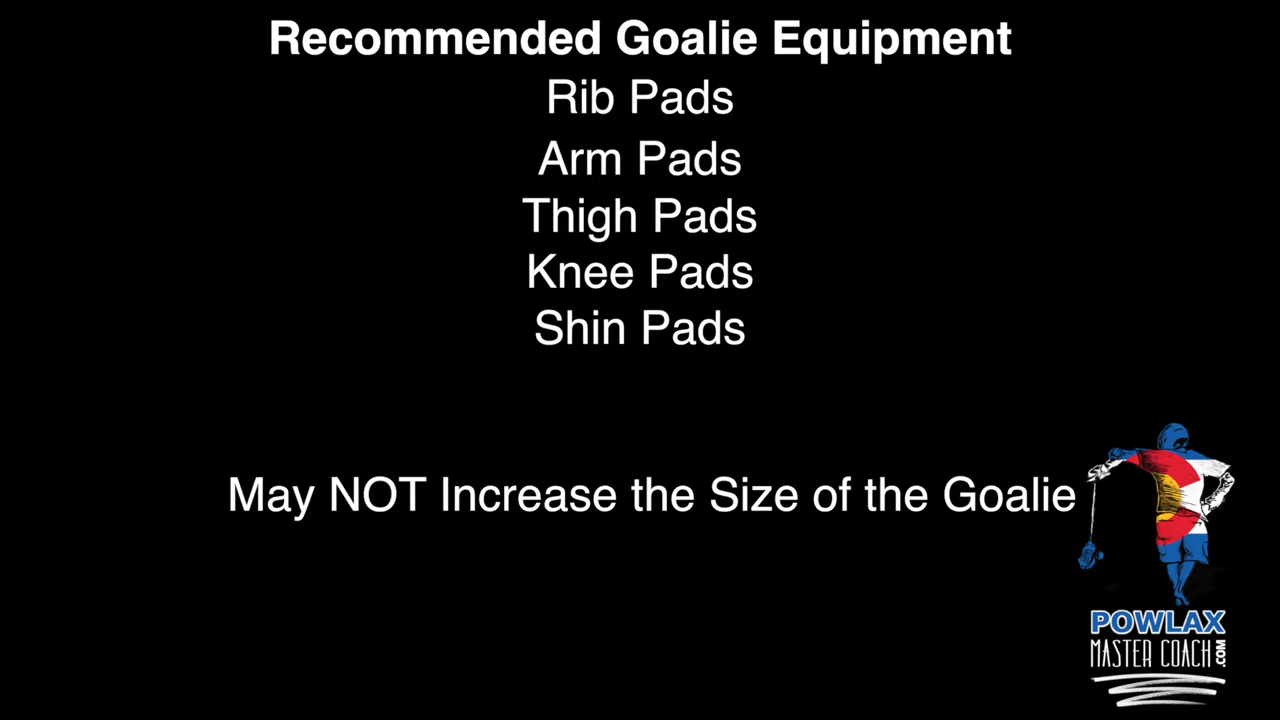 Recommended Goalie Equipment
Rib Pads
Arm Pads
Thigh Pads
Knee Pads
Shin Pads
May NOT Increase the Size of the Goalie
POWLAX
MASTER COACH.COM